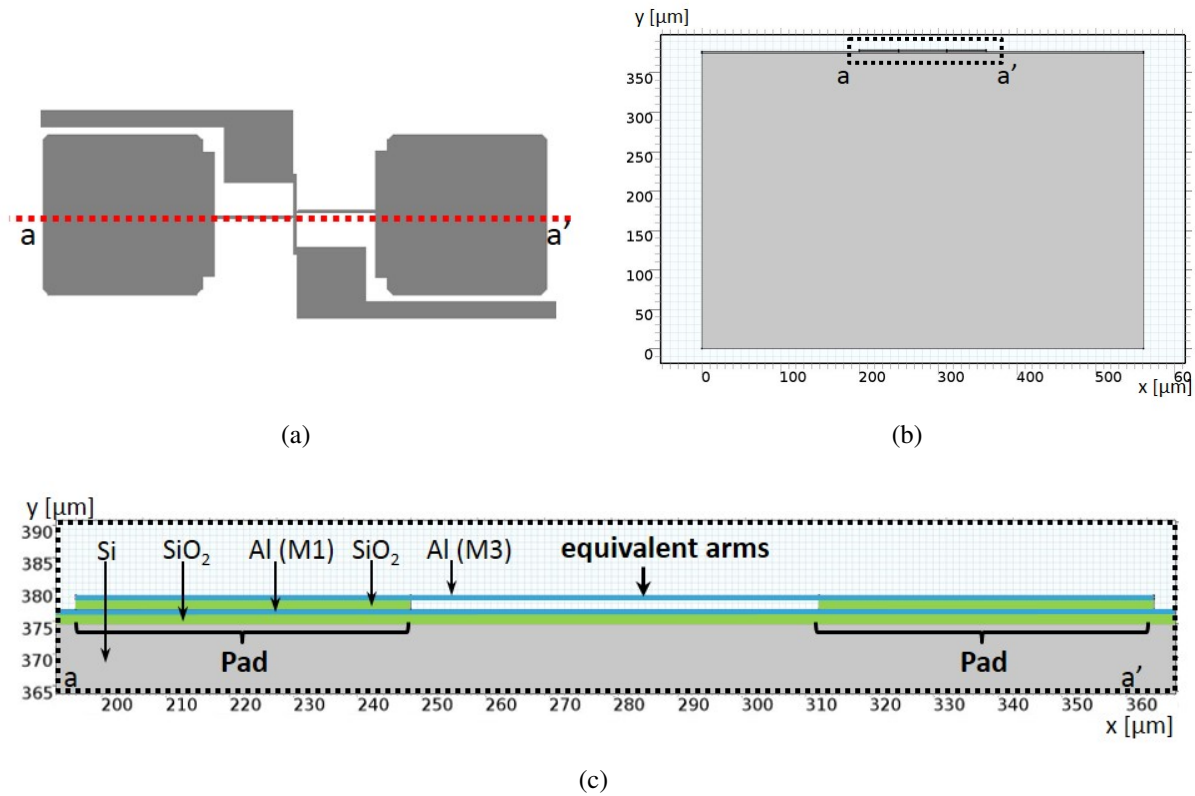 a
a’
(a)
y [µm]
350
300
250
200
150
100
50
0
a
a’
0
100
200
300
400
500
60
x [µm]
(b)
y [µm]
390
385
380
375
370
365
Si
SiO2
Al (M1)
SiO2
Al (M3)
equivalent arms
Pad
Pad
a
a’
200
210
220
230
240
250
260
270
280
290
300
310
320
330
340
350
360
x [µm]
(c)